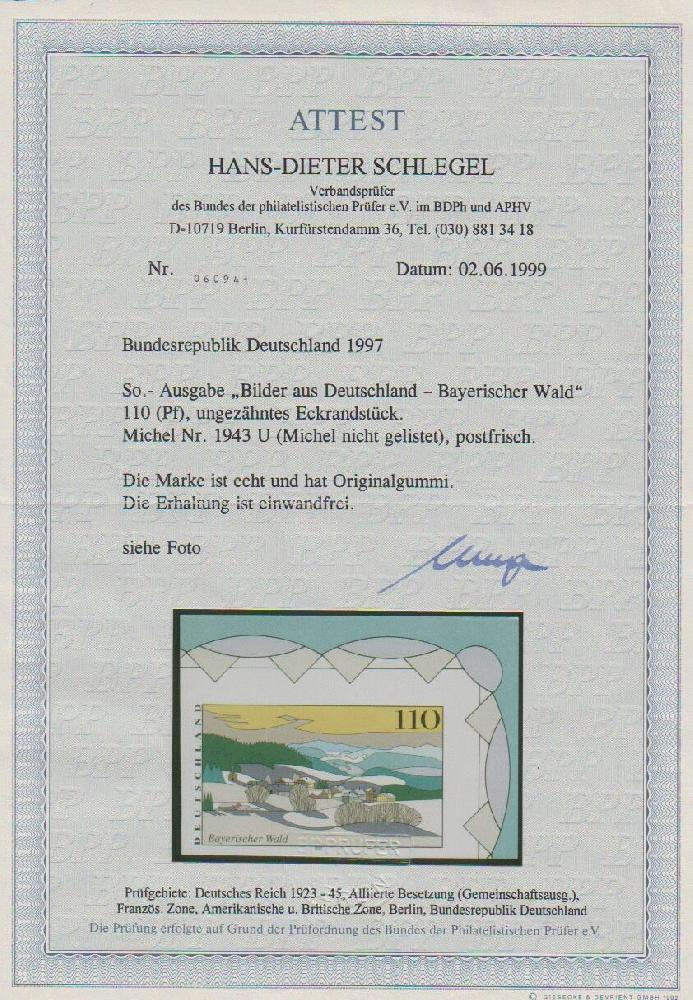 ATTEST
HANS-DIETER SCHLEGEL
Verbandsprüfer
des Bundes der philatelistischen Prüfer e.V. im BDPh und APHV
D-10719 Berlin, Kurfürstendamm 36, Tel. (030) 881 34 18
Nr.
Datum: 02.06.1999
Bundesrepublik Deutschland 1997
So.- Ausgabe „Bilder aus Deutschland – Bayerischer Wald“
110 (Pf), ungezähntes Eckrandstück.
Michel Nr. 1943 U (Michel nicht gelistet), postfrisch.
Die Marke ist echt und hat Originalgummi.
Die Erhaltung ist einwandfrei.
siehe Foto
110
DEUTSCHLAND
Bayerischer Wald
PRÜFER
Prüfgebiete: Deutsches Reich 1923 - 45, Alliierte Besetzung (Gemeinschaftsausg.),
Französ. Zone, Amerikanische u. Britische Zone, Berlin, Bundesrepublik Deutschland
Die Prüfung erfolgte auf Grund der Prüfordnung des Bundes der Philatelistischen Prüfer e.V.
© GIESECKE & DEVRIENT GMBH